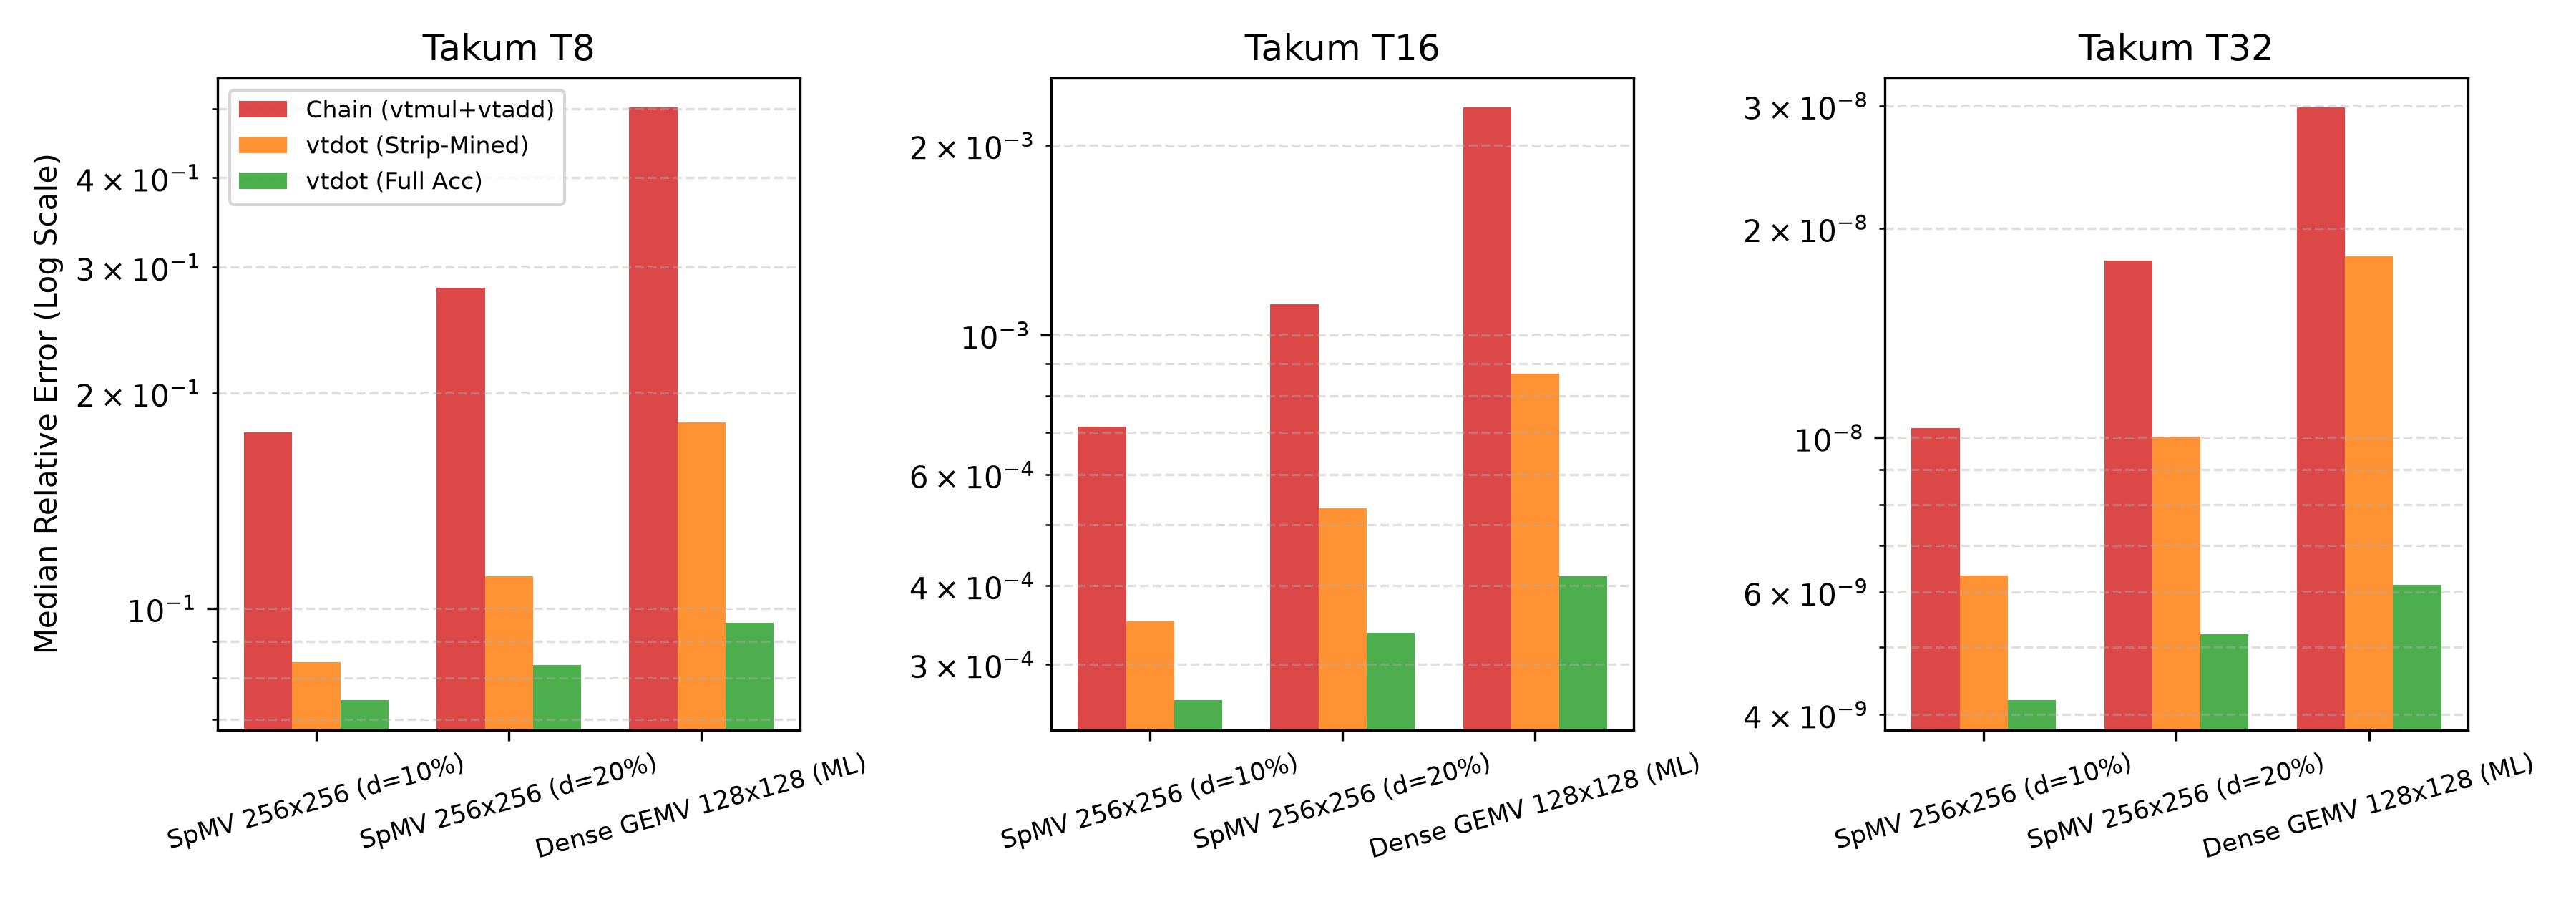 Takum T8
Takum T16
Takum T32
Median Relative Error (Log Scale)
4 × 10⁻¹
3 × 10⁻¹
2 × 10⁻¹
10⁻¹
Chain (vtmul+vtadd)
vtdot (Strip-Mined)
vtdot (Full Acc)
SpMV 256x256 (d=10%)
SpMV 256x256 (d=20%)
Dense GEMV 128x128 (ML)
2 × 10⁻³
10⁻³
6 × 10⁻⁴
4 × 10⁻⁴
3 × 10⁻⁴
SpMV 256x256 (d=10%)
SpMV 256x256 (d=20%)
Dense GEMV 128x128 (ML)
3 × 10⁻⁸
2 × 10⁻⁸
10⁻⁸
6 × 10⁻⁹
4 × 10⁻⁹
SpMV 256x256 (d=10%)
SpMV 256x256 (d=20%)
Dense GEMV 128x128 (ML)